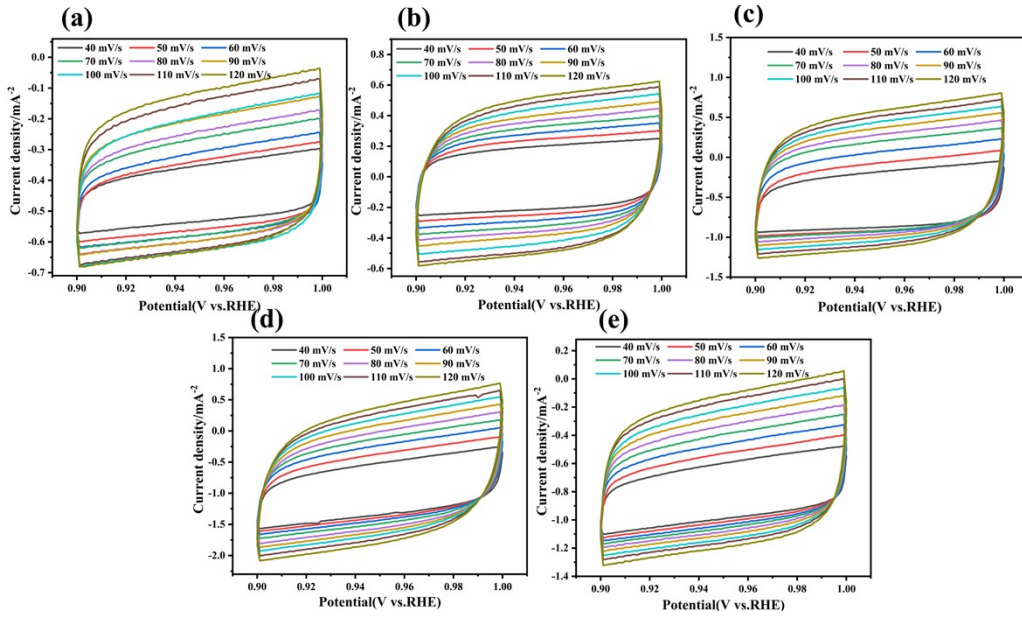 (a)
40 mV/s 50 mV/s 60 mV/s
70 mV/s 80 mV/s 90 mV/s
100 mV/s 110 mV/s 120 mV/s
Current density/mA-2
0.0
-0.1
-0.2
-0.3
-0.4
-0.5
-0.6
-0.7
0.90 0.92 0.94 0.96 0.98 1.00
Potential(V vs.RHE)
(b)
40 mV/s 50 mV/s 60 mV/s
70 mV/s 80 mV/s 90 mV/s
100 mV/s 110 mV/s 120 mV/s
Current density/mA-2
0.8
0.6
0.4
0.2
0.0
-0.2
-0.4
-0.6
0.90 0.92 0.94 0.96 0.98 1.00
Potential(V vs.RHE)
(c)
40 mV/s 50 mV/s 60 mV/s
70 mV/s 80 mV/s 90 mV/s
100 mV/s 110 mV/s 120 mV/s
Current density/mA-2
1.5
1.0
0.5
0.0
-0.5
-1.0
-1.5
0.90 0.92 0.94 0.96 0.98 1.00
Potential(V vs.RHE)
(d)
40 mV/s 50 mV/s 60 mV/s
70 mV/s 80 mV/s 90 mV/s
100 mV/s 110 mV/s 120 mV/s
Current density/mA-2
1.5
1.0
0.5
0.0
-0.5
-1.0
-1.5
-2.0
0.90 0.92 0.94 0.96 0.98 1.00
Potential(V vs.RHE)
(e)
40 mV/s 50 mV/s 60 mV/s
70 mV/s 80 mV/s 90 mV/s
100 mV/s 110 mV/s 120 mV/s
Current density/mA-2
0.2
0.0
-0.2
-0.4
-0.6
-0.8
-1.0
-1.2
-1.4
0.90 0.92 0.94 0.96 0.98 1.00
Potential(V vs.RHE)